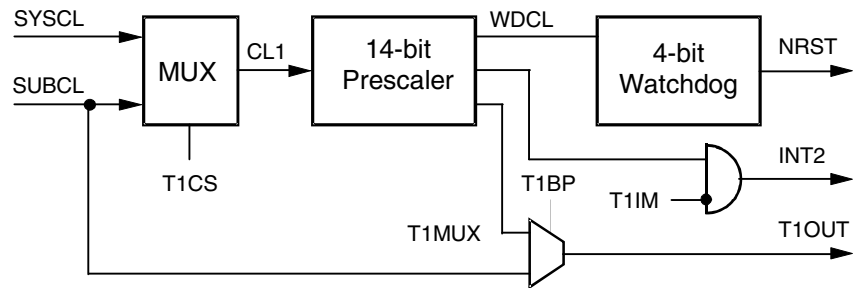 SYSCL
SUBCL
MUX
T1CS
CL1
14-bit
Prescaler
WDCL
4-bit
Watchdog
NRST
INT2
T1IM
T1BP
T1MUX
T1OUT